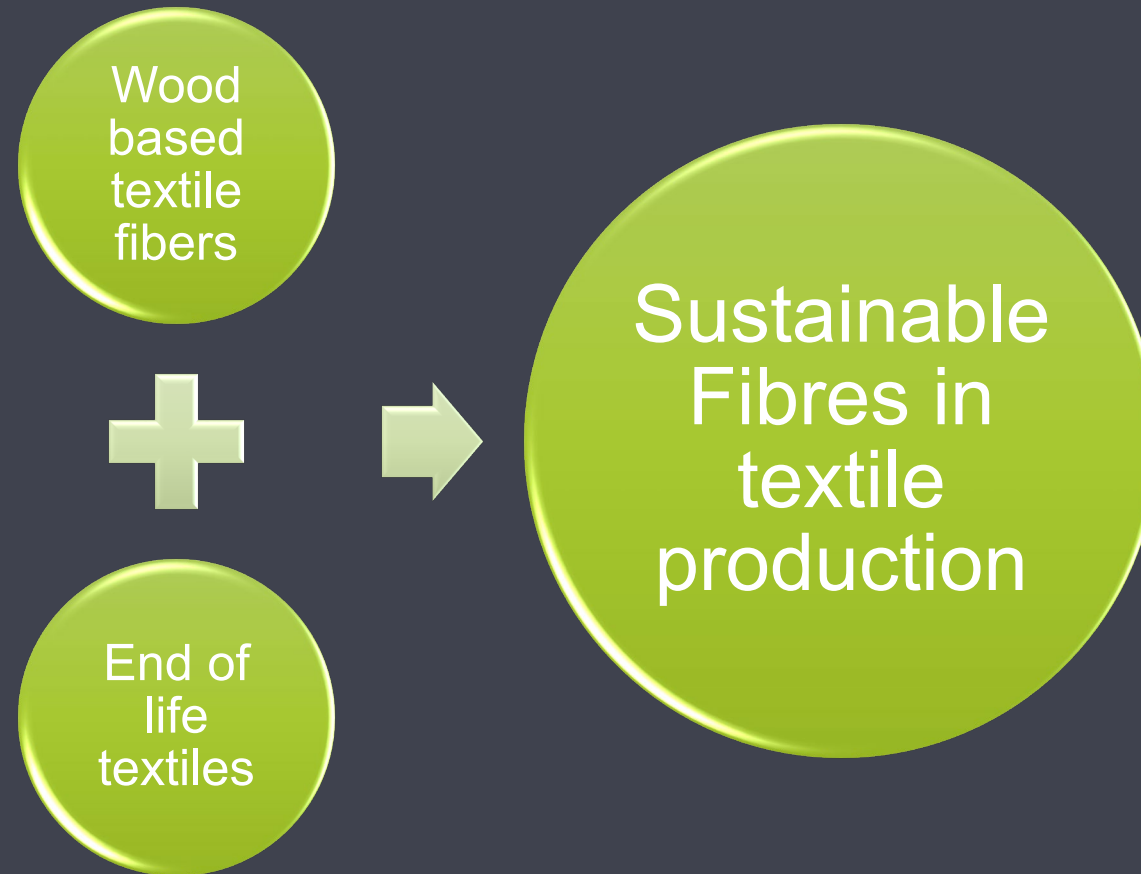 Wood
based
textile
fibers
End of
life
textiles
Sustainable
Fibres in
textile
production